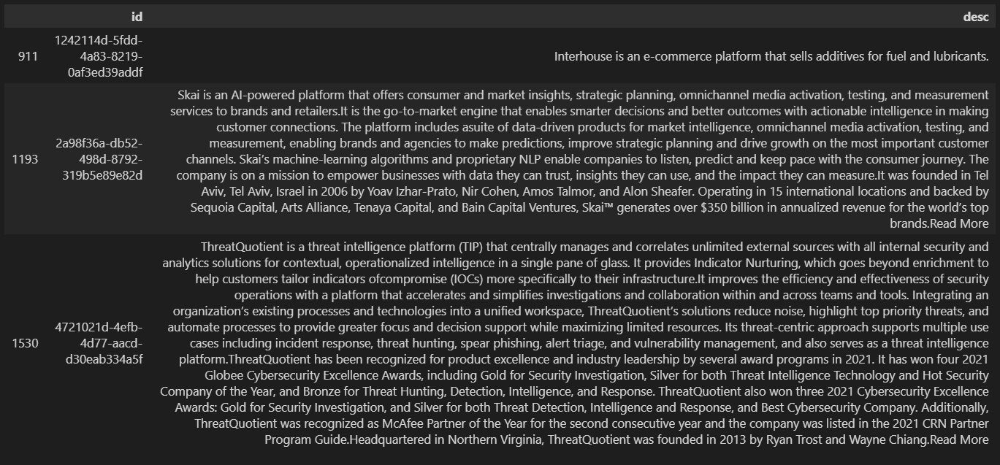 id desc
1242114d-5fdd-
911 4a83-8219- Interhouse is an e-commerce platform that sells additives for fuel and lubricants.
0af3ed39addf
Skai is an AI-powered platform that offers consumer and market insights, strategic planning, omnichannel media activation, testing, and measurement
services to brands and retailers.It is the go-to-market engine that enables smarter decisions and better outcomes with actionable intelligence in making
customer connections. The platform includes asuite of data-driven products for market intelligence, omnichannel media activation, testing, and
2a98f36a-db52- measurement, enabling brands and agencies to make predictions, improve strategic planning and drive growth on the most important customer
1193 498d-8792- channels. Skai’s machine-learning algorithms and proprietary NLP enable companies to listen, predict and keep pace with the consumer journey. The
319b5e89e82d company is on a mission to empower businesses with data they can trust, insights they can use, and the impact they can measure.It was founded in Tel
Aviv, Tel Aviv, Israel in 2006 by Yoav Izhar-Prato, Nir Cohen, Amos Talmor, and Alon Sheafer. Operating in 15 international locations and backed by
Sequoia Capital, Arts Alliance, Tenaya Capital, and Bain Capital Ventures, Skai™ generates over $350 billion in annualized revenue for the world’s top
brands.Read More
ThreatQuotient is a threat intelligence platform (TIP) that centrally manages and correlates unlimited external sources with all internal security and
analytics solutions for contextual, operationalized intelligence in a single pane of glass. It provides Indicator Nurturing, which goes beyond enrichment to
help customers tailor indicators ofcompromise (IOCs) more specifically to their infrastructure.It improves the efficiency and effectiveness of security
operations with a platform that accelerates and simplifies investigations and collaboration within and across teams and tools. Integrating an
organization’s existing processes and technologies into a unified workspace, ThreatQuotient’s solutions reduce noise, highlight top priority threats, and
4721021d-4efb- automate processes to provide greater focus and decision support while maximizing limited resources. Its threat-centric approach supports multiple use
1530 4d77-aacd- cases including incident response, threat hunting, spear phishing, alert triage, and vulnerability management, and also serves as a threat intelligence
d30eab334a5f platform.ThreatQuotient has been recognized for product excellence and industry leadership by several award programs in 2021. It has won four 2021
Globee Cybersecurity Excellence Awards, including Gold for Security Investigation, Silver for both Threat Intelligence Technology and Hot Security
Company of the Year, and Bronze for Threat Hunting, Detection, Intelligence, and Response. ThreatQuotient also won three 2021 Cybersecurity Excellence
Awards: Gold for Security Investigation, and Silver for both Threat Detection, Intelligence and Response, and Best Cybersecurity Company. Additionally,
ThreatQuotient was recognized as McAfee Partner of the Year for the second consecutive year and the company was listed in the 2021 CRN Partner
Program Guide.Headquartered in Northern Virginia, ThreatQuotient was founded in 2013 by Ryan Trost and Wayne Chiang.Read More